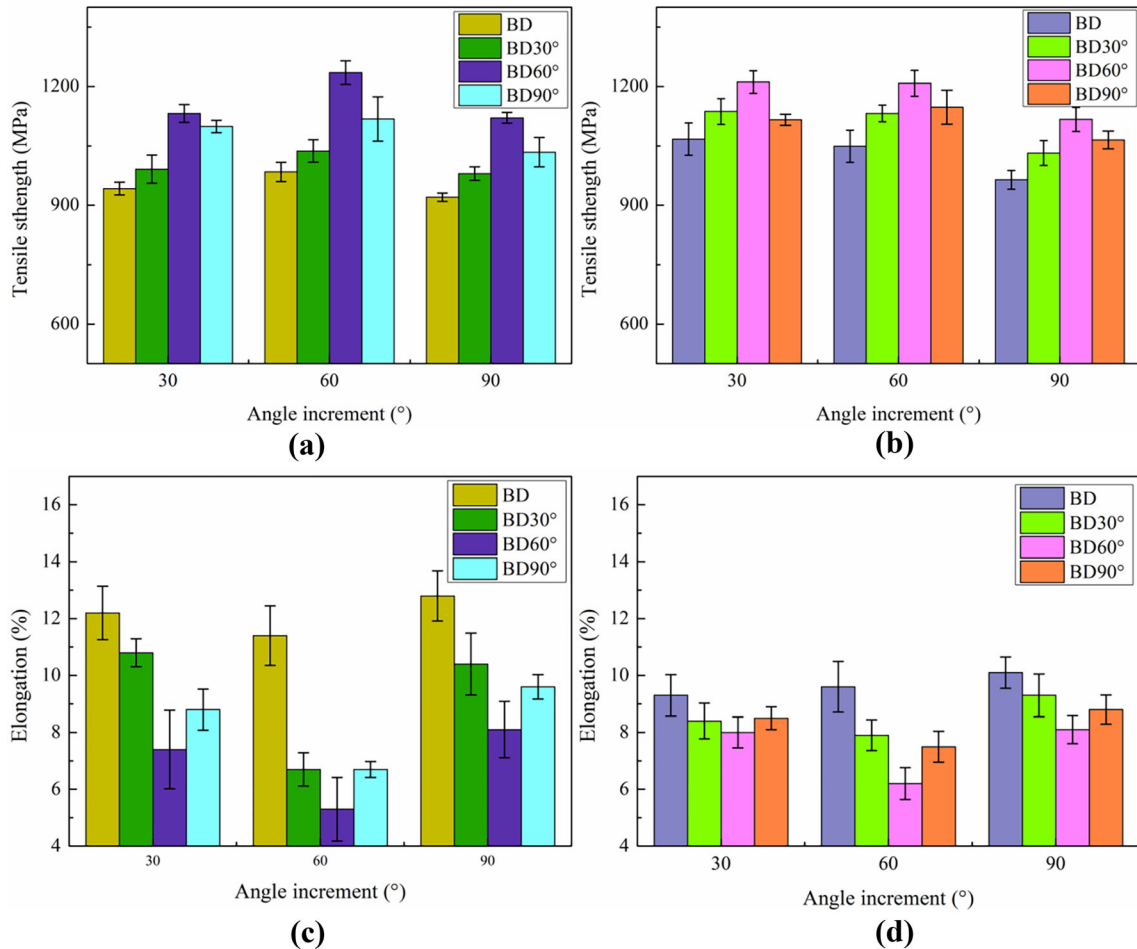 BD
BD30°
BD60°
BD90°
1200
900
600
Tensile sthength (MPa)
30
60
90
Angle increment (°)
(a)
BD
BD30°
BD60°
BD90°
1200
900
600
Tensile sthength (MPa)
30
60
90
Angle increment (°)
(b)
BD
BD30°
BD60°
BD90°
16
14
12
10
8
6
4
Elongation (%)
30
60
90
Angle increment (°)
(c)
BD
BD30°
BD60°
BD90°
16
14
12
10
8
6
4
Elongation (%)
30
60
90
Angle increment (°)
(d)